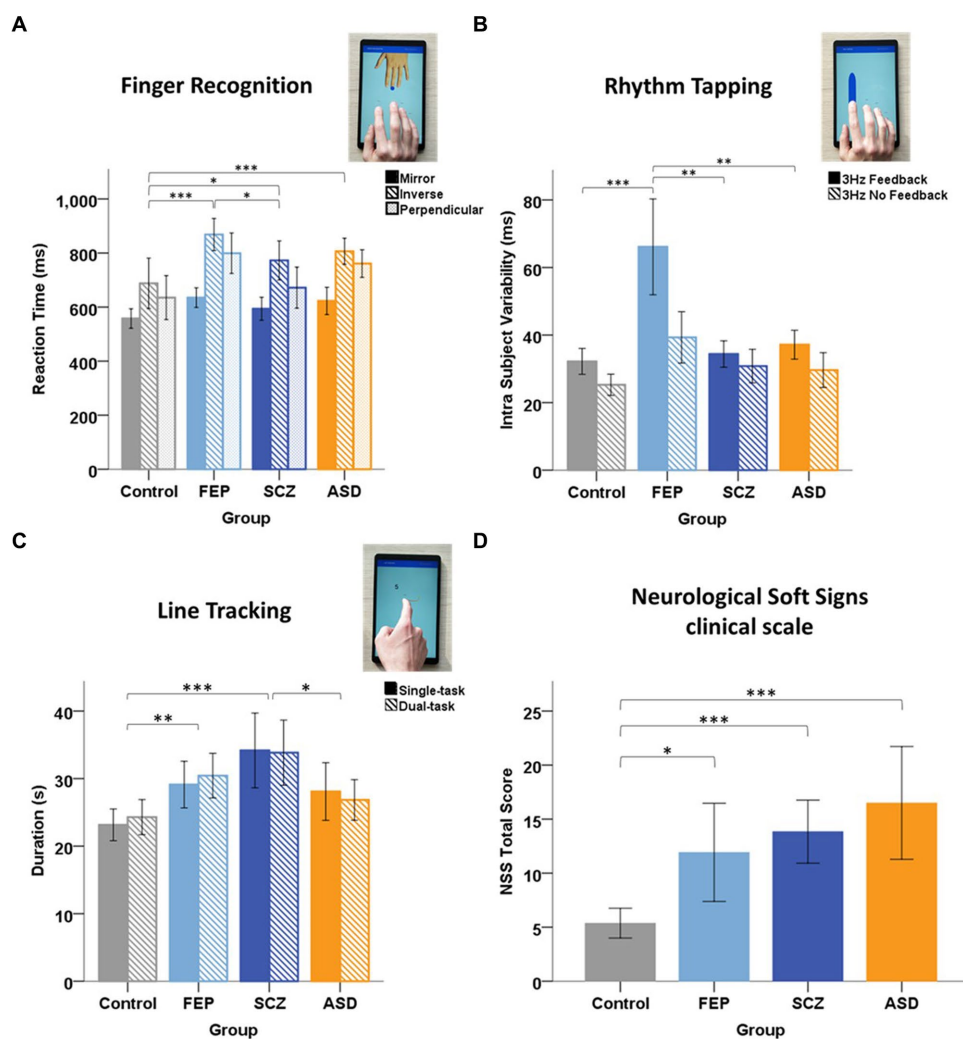 A
Finger Recognition
***
*
***
*
Mirror
Inverse
Perpendicular
1,000
800
600
400
200
0
Reaction Time (ms)
Control FEP SCZ ASD
Group
B
Rhythm Tapping
**
***
**
3Hz Feedback
3Hz No Feedback
80
60
40
20
0
Intra Subject Variability (ms)
Control FEP SCZ ASD
Group
C
Line Tracking
5
***
*
**
Single-task
Dual-task
40
30
20
10
0
Duration (s)
Control FEP SCZ ASD
Group
D
Neurological Soft Signs
clinical scale
***
***
*
25
20
15
10
5
0
NSS Total Score
Control FEP SCZ ASD
Group